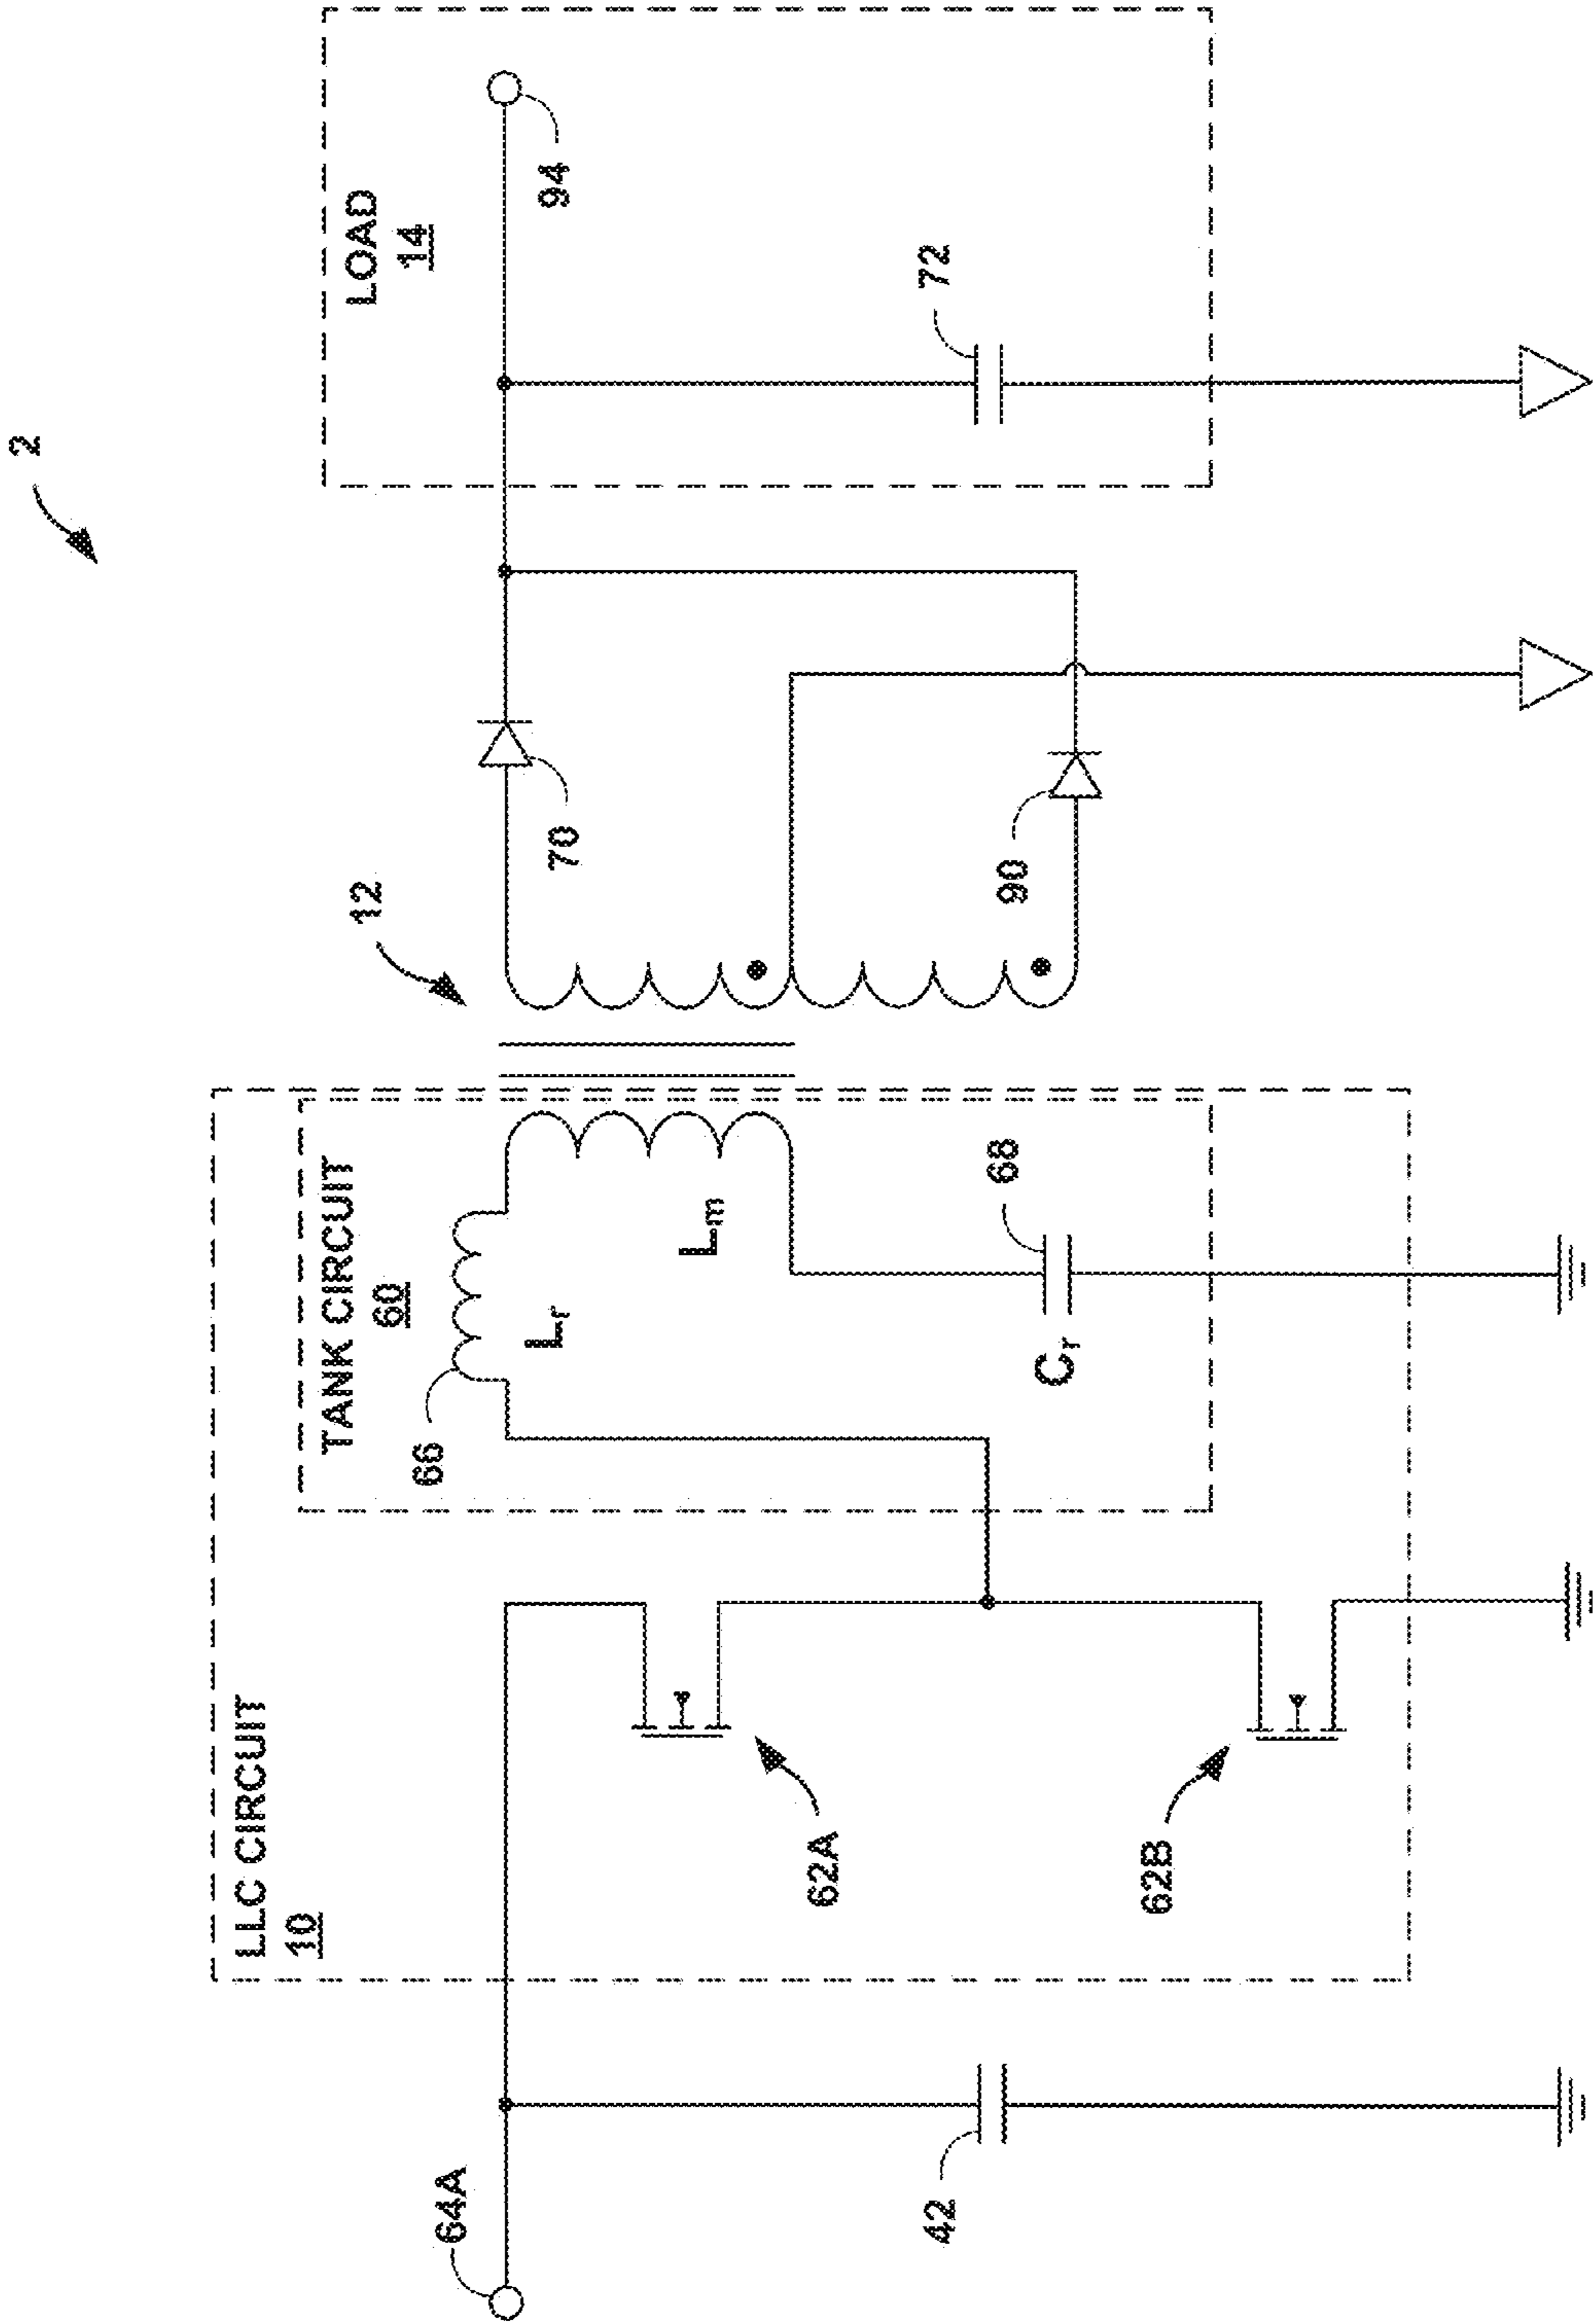 2
LLC CIRCUIT
10
TANK CIRCUIT
60
LOAD
14
12
64A
66
Lr
Lm
70
94
62A
62B
42
Cr
68
90
72